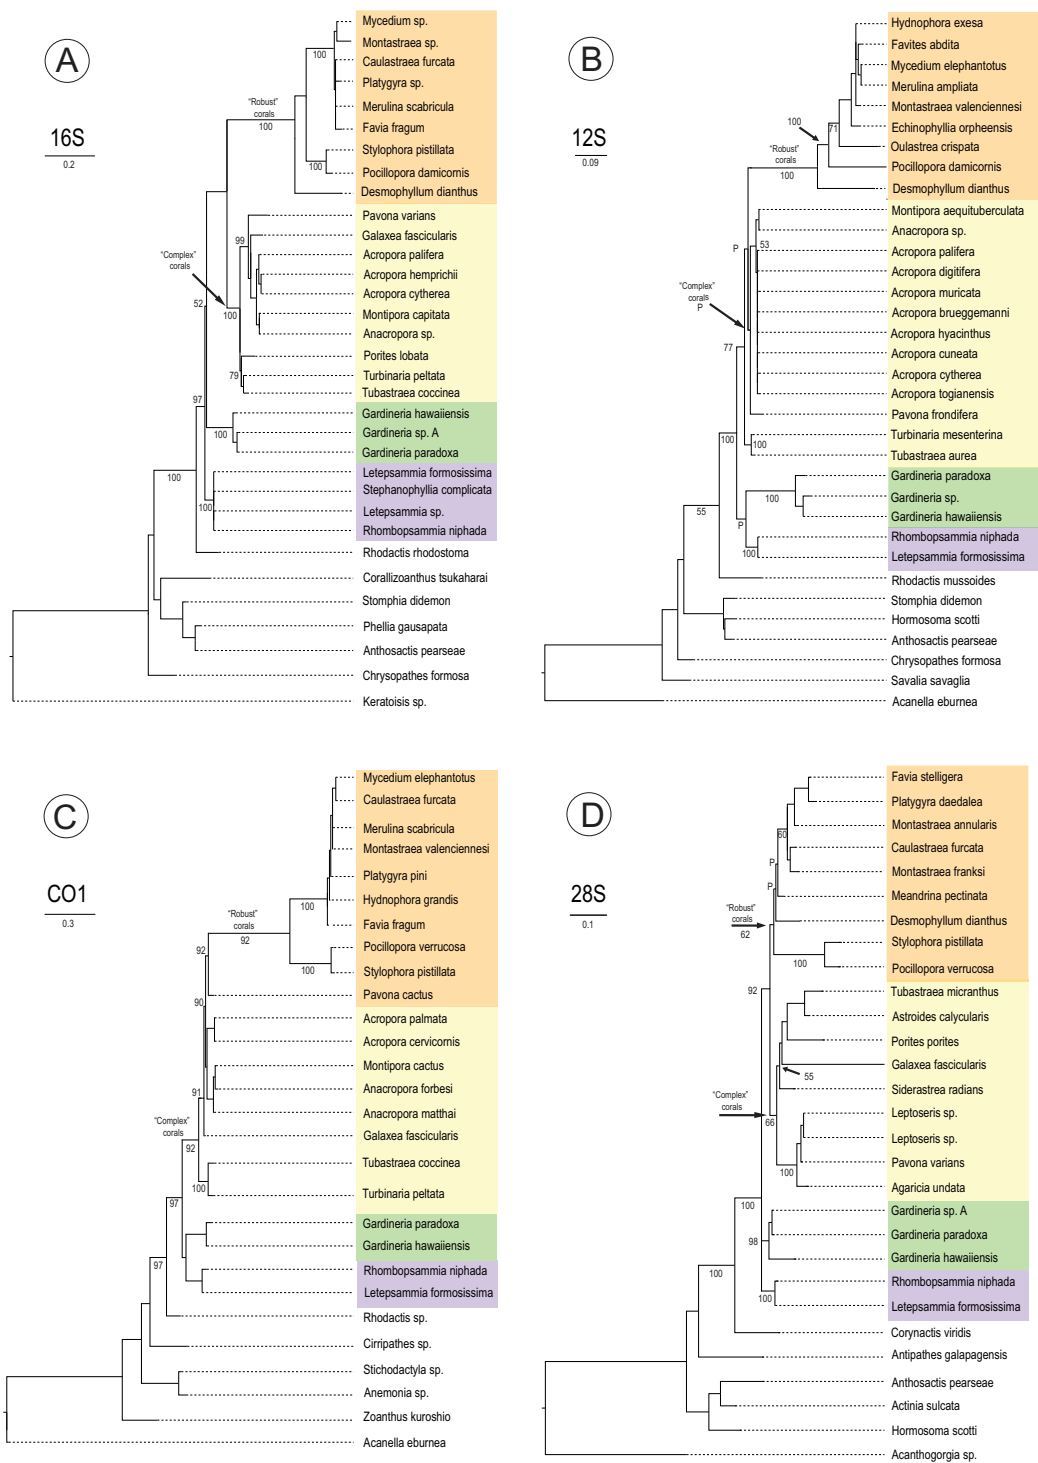 A
16S
0.2
"Robust"
corals
100
100
100
"Complex"
corals
100
99
79
52
97
100
100
100
Mycedium sp.
Montastraea sp.
Caulastraea furcata
Platygyra sp.
Merulina scabricula
Favia fragum
Stylophora pistillata
Pocillopora damicornis
Desmophyllum dianthus
Pavona varians
Galaxea fascicularis
Acropora palifera
Acropora hemprichii
Acropora cytherea
Montipora capitata
Anacropora sp.
Porites lobata
Turbinaria peltata
Tubastraea coccinea
Gardineria hawaiiensis
Gardineria sp. A
Gardineria paradoxa
Letepsammia formosissima
Stephanophyllia complicata
Letepsammia sp.
Rhombopsammia niphada
Rhodactis rhodostoma
Corallizoanthus tsukaharai
Stomphia didemon
Phellia gausapata
Anthosactis pearseae
Chrysopathes formosa
Keratoisis sp.
B
12S
0.09
100
71
"Robust"
corals
100
P
53
"Complex"
corals
P
77
100
100
100
P
100
55
Hydnophora exesa
Favites abdita
Mycedium elephantotus
Merulina ampliata
Montastraea valenciennesi
Echinophyllia orpheensis
Oulastrea crispata
Pocillopora damicornis
Desmophyllum dianthus
Montipora aequituberculata
Anacropora sp.
Acropora palifera
Acropora digitifera
Acropora muricata
Acropora brueggemanni
Acropora hyacinthus
Acropora cuneata
Acropora cytherea
Acropora togianensis
Pavona frondifera
Turbinaria mesenterina
Tubastraea aurea
Gardineria paradoxa
Gardineria sp.
Gardineria hawaiiensis
Rhombopsammia niphada
Letepsammia formosissima
Rhodactis mussoides
Stomphia didemon
Hormosoma scotti
Anthosactis pearseae
Chrysopathes formosa
Savalia savaglia
Acanella eburnea
C
CO1
0.3
100
"Robust"
corals
92
100
92
90
91
"Complex"
corals
92
100
97
97
Mycedium elephantotus
Caulastraea furcata
Merulina scabricula
Montastraea valenciennesi
Platygyra pini
Hydnophora grandis
Favia fragum
Pocillopora verrucosa
Stylophora pistillata
Pavona cactus
Acropora palmata
Acropora cervicornis
Montipora cactus
Anacropora forbesi
Anacropora matthai
Galaxea fascicularis
Tubastraea coccinea
Turbinaria peltata
Gardineria paradoxa
Gardineria hawaiiensis
Rhombopsammia niphada
Letepsammia formosissima
Rhodactis sp.
Cirripathes sp.
Stichodactyla sp.
Anemonia sp.
Zoanthus kuroshio
Acanella eburnea
D
28S
0.1
60
P
P
"Robust"
corals
62
100
92
55
"Complex"
corals
66
100
100
98
100
100
Favia stelligera
Platygyra daedalea
Montastraea annularis
Caulastraea furcata
Montastraea franksi
Meandrina pectinata
Desmophyllum dianthus
Stylophora pistillata
Pocillopora verrucosa
Tubastraea micranthus
Astroides calycularis
Porites porites
Galaxea fascicularis
Siderastrea radians
Leptoseris sp.
Leptoseris sp.
Pavona varians
Agaricia undata
Gardineria sp. A
Gardineria paradoxa
Gardineria hawaiiensis
Rhombopsammia niphada
Letepsammia formosissima
Corynactis viridis
Antipathes galapagensis
Anthosactis pearseae
Actinia sulcata
Hormosoma scotti
Acanthogorgia sp.